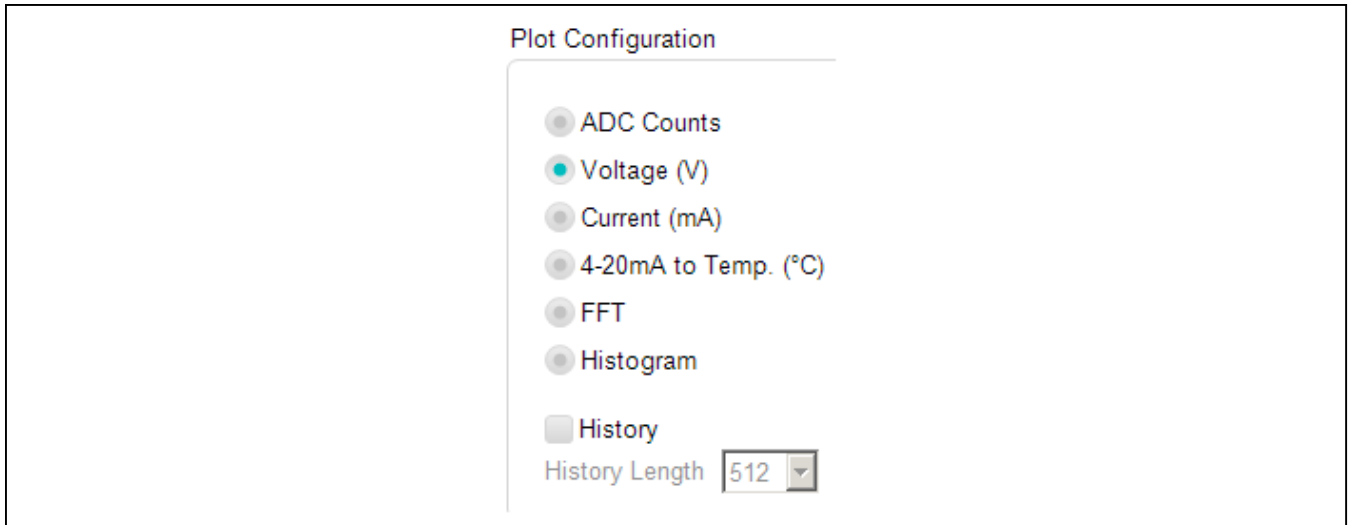 Plot Configuration
ADC Counts
Voltage (V)
Current (mA)
4-20mA to Temp. (°C)
FFT
Histogram
History
History Length 512